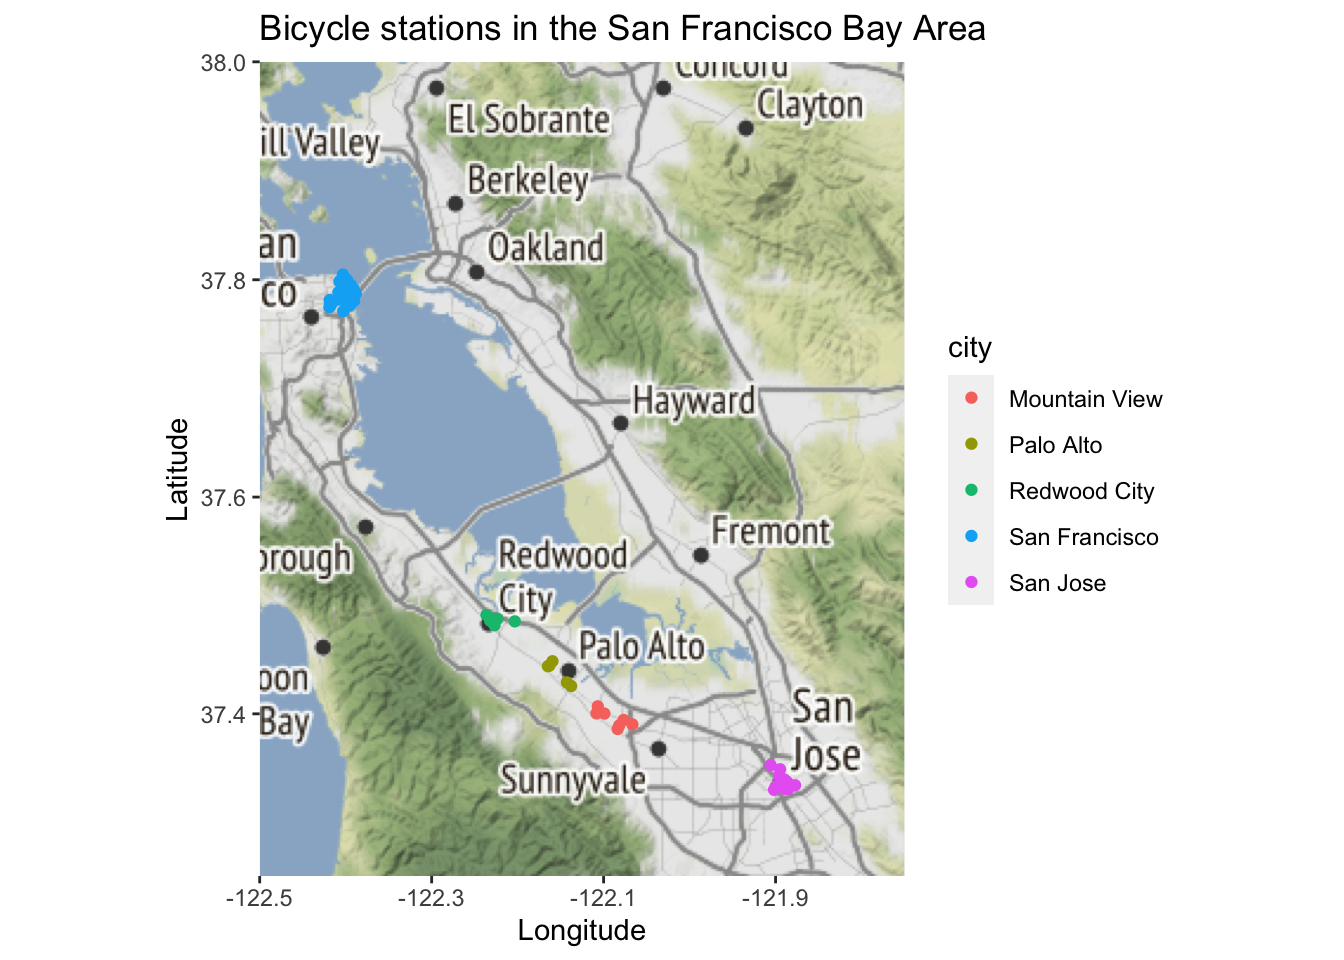 Bicycle stations in the San Francisco Bay Area
38.0
37.8
37.6
37.4
Latitude
Concord
Clayton
El Sobrante
ill Valley
Berkeley
Oakland
an
co
Hayward
Fremont
orough
Redwood
City
Palo Alto
oon
Bay
San
Jose
Sunnyvale
-122.5
-122.3
-122.1
-121.9
Longitude
city
Mountain View
Palo Alto
Redwood City
San Francisco
San Jose